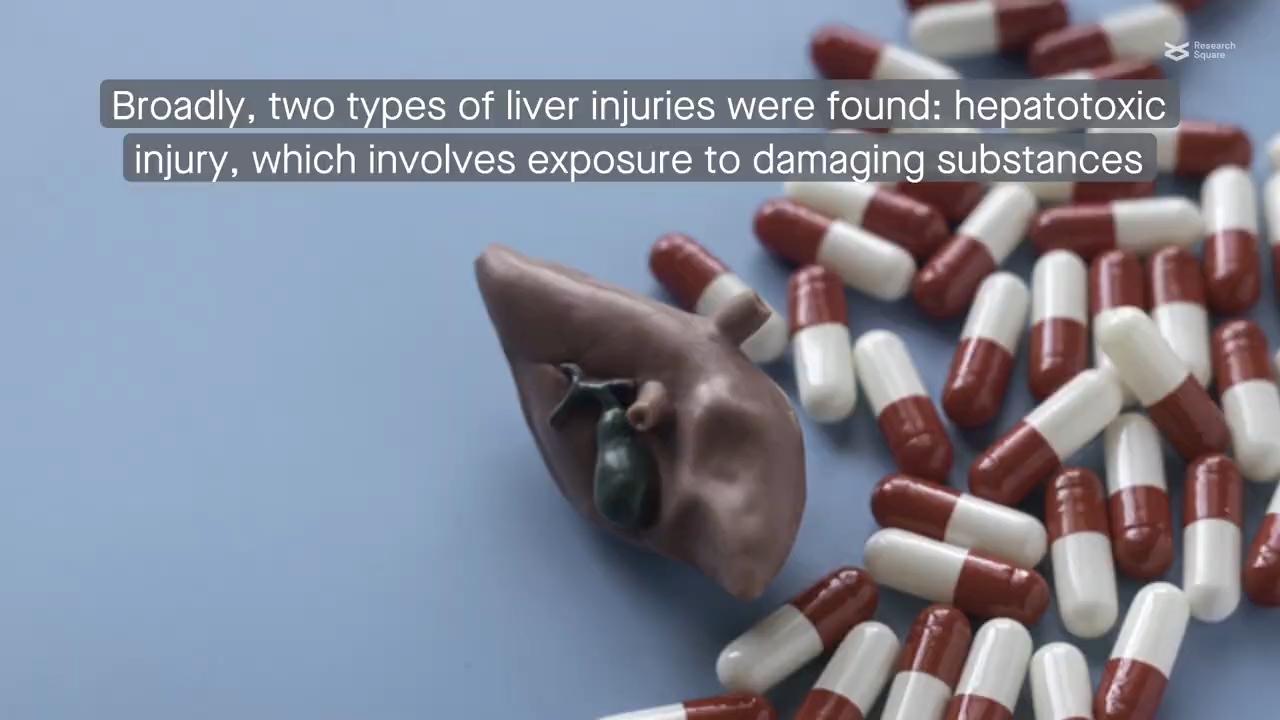 Research
Square
Broadly, two types of liver injuries were found: hepatotoxic
injury, which involves exposure to damaging substances